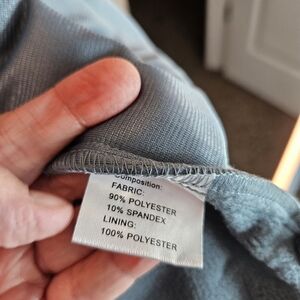 Composition:
FABRIC:
90% POLYESTER
10% SPANDEX
LINING:
100% POLYESTER